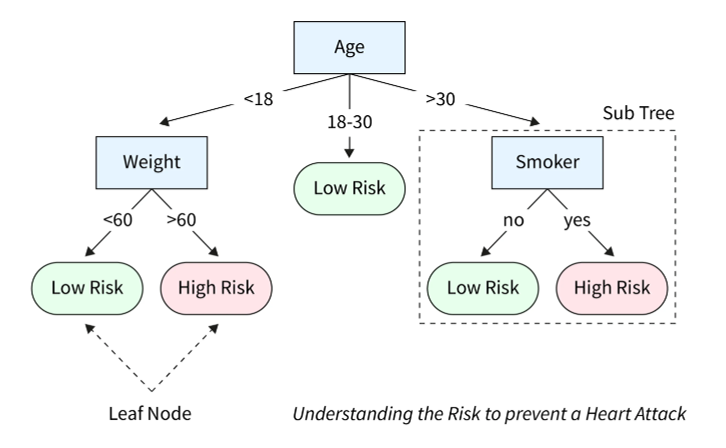 Age
<18
18-30
>30
Sub Tree
Weight
Low Risk
Smoker
<60
>60
no
yes
Low Risk
High Risk
Low Risk
High Risk
Leaf Node
Understanding the Risk to prevent a Heart Attack